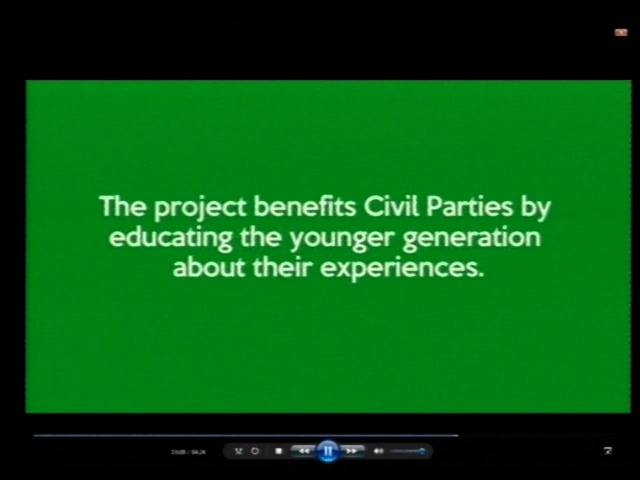 The project benefits Civil Parties by
educating the younger generation
about their experiences.